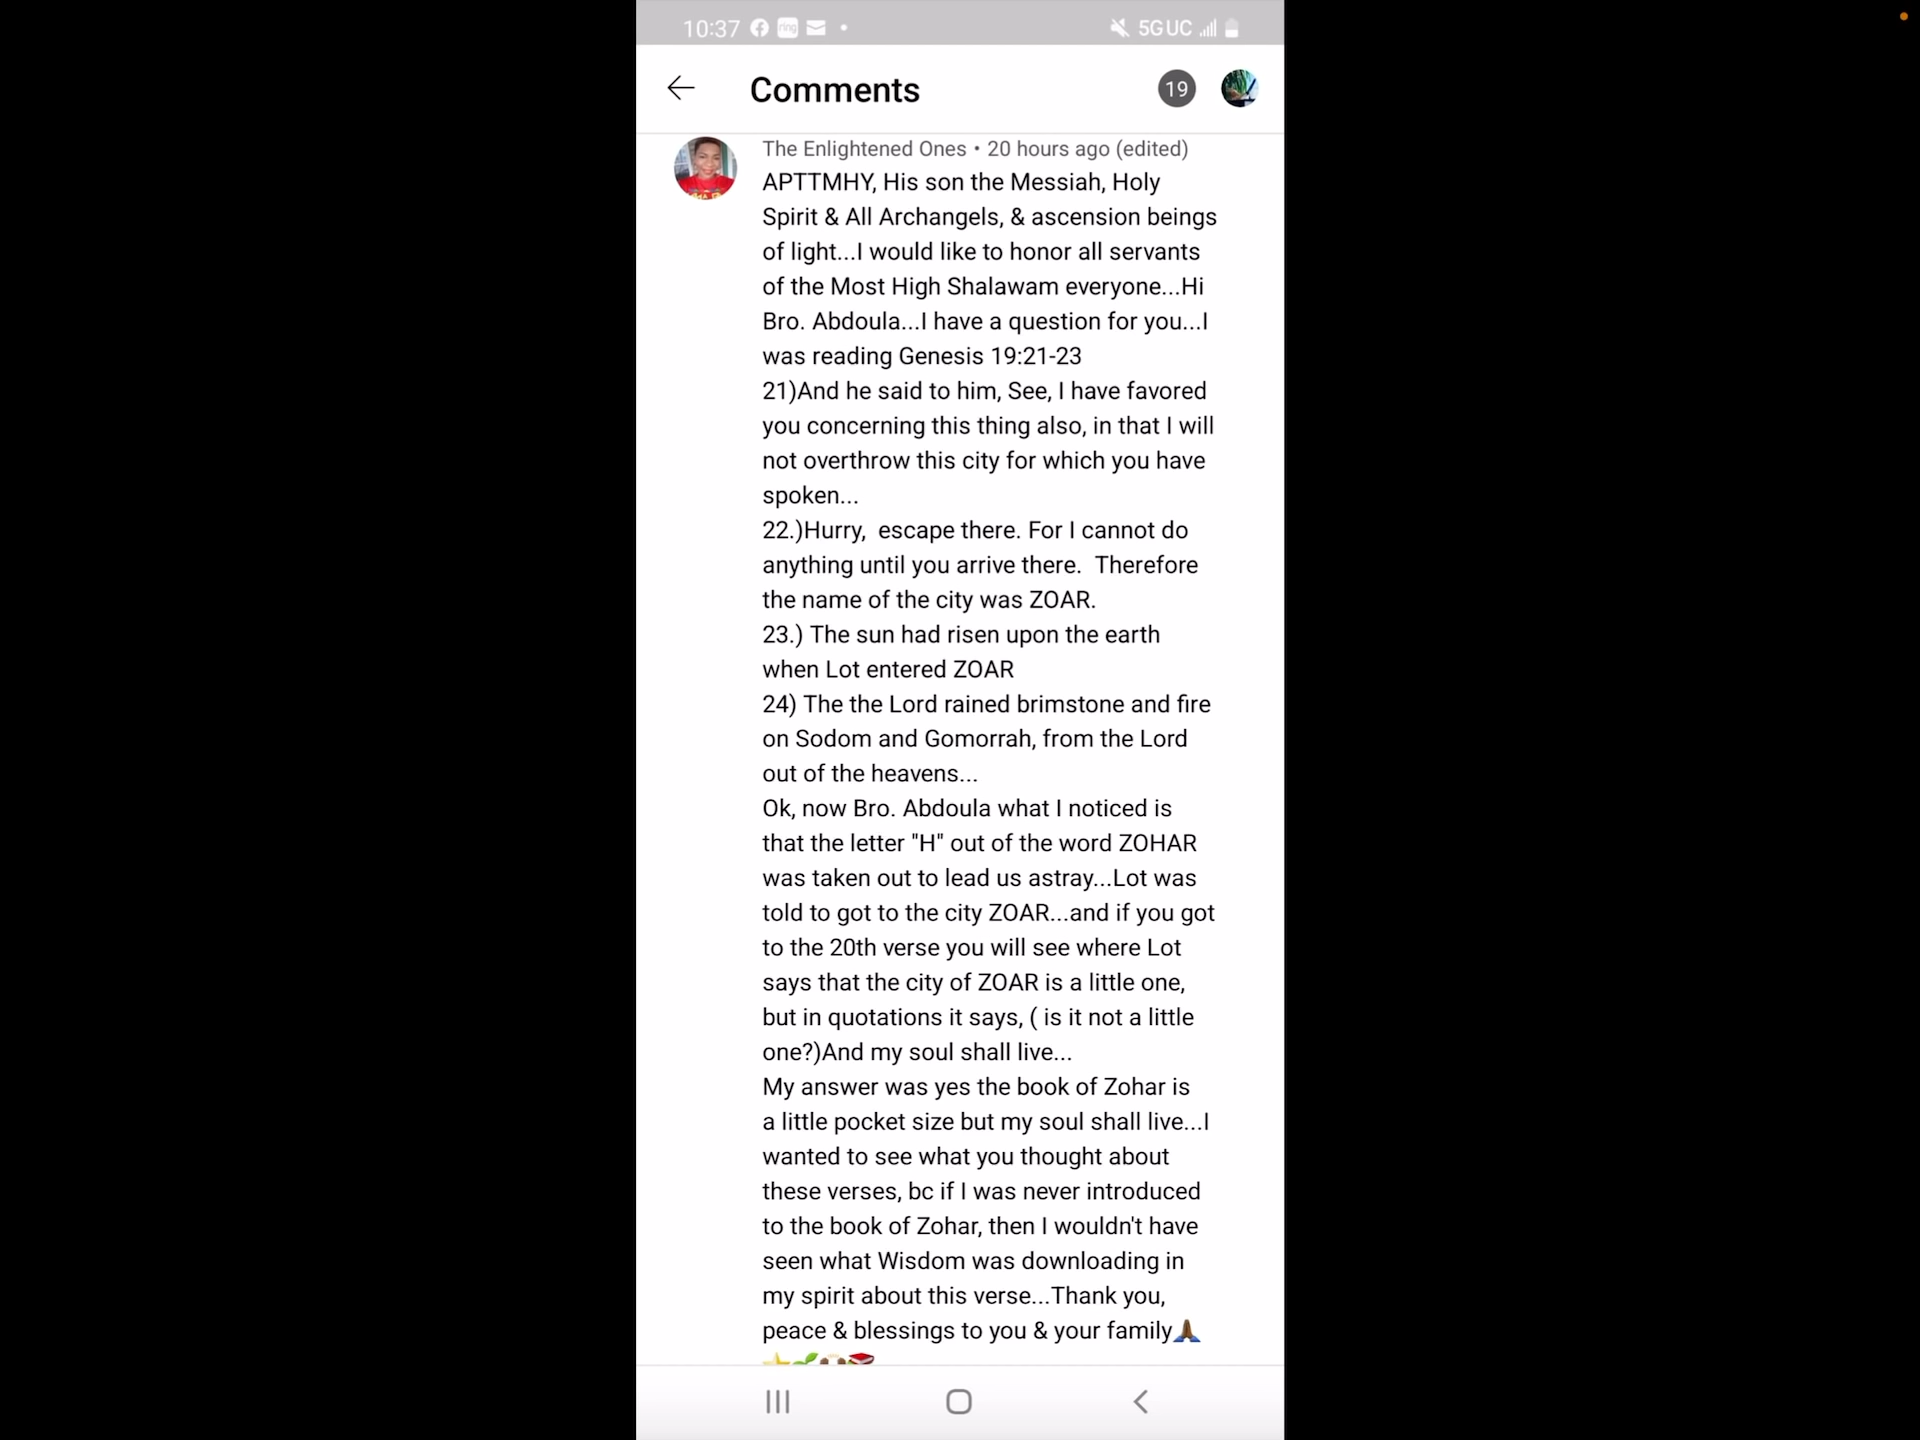 10:37 ring 5G UC
Comments 19
The Enlightened Ones • 20 hours ago (edited)
APTTMHY, His son the Messiah, Holy
Spirit & All Archangels, & ascension beings
of light...I would like to honor all servants
of the Most High Shalawam everyone...Hi
Bro. Abdoula...I have a question for you...I
was reading Genesis 19:21-23
21)And he said to him, See, I have favored
you concerning this thing also, in that I will
not overthrow this city for which you have
spoken...
22.)Hurry,  escape there. For I cannot do
anything until you arrive there.  Therefore
the name of the city was ZOAR.
23.) The sun had risen upon the earth
when Lot entered ZOAR
24) The the Lord rained brimstone and fire
on Sodom and Gomorrah, from the Lord
out of the heavens...
Ok, now Bro. Abdoula what I noticed is
that the letter "H" out of the word ZOHAR
was taken out to lead us astray...Lot was
told to got to the city ZOAR...and if you got
to the 20th verse you will see where Lot
says that the city of ZOAR is a little one,
but in quotations it says, ( is it not a little
one?)And my soul shall live...
My answer was yes the book of Zohar is
a little pocket size but my soul shall live...I
wanted to see what you thought about
these verses, bc if I was never introduced
to the book of Zohar, then I wouldn't have
seen what Wisdom was downloading in
my spirit about this verse...Thank you,
peace & blessings to you & your family🙏🏾